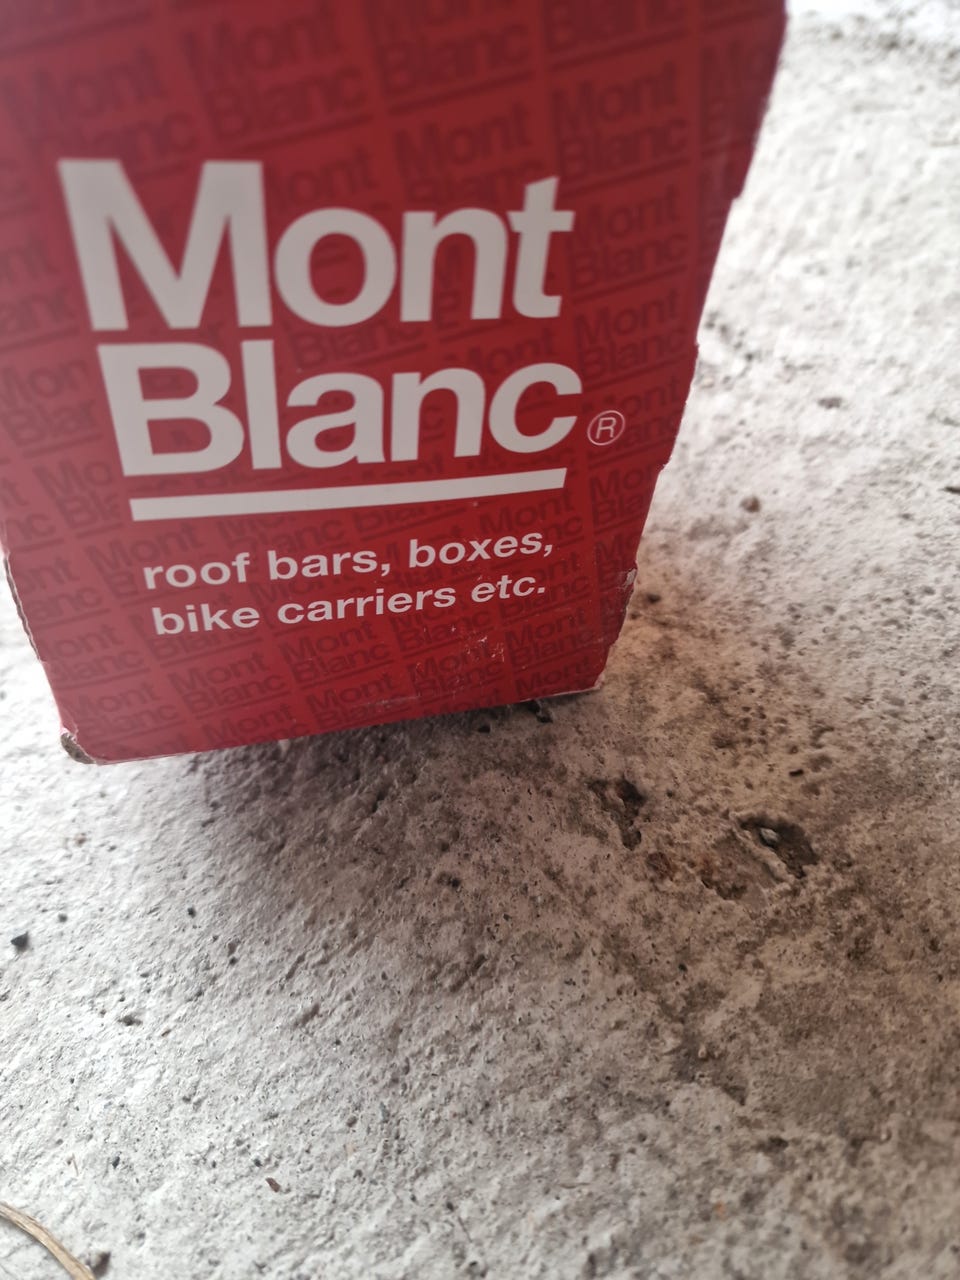 Mont
Blanc®
roof bars, boxes,
bike carriers etc.